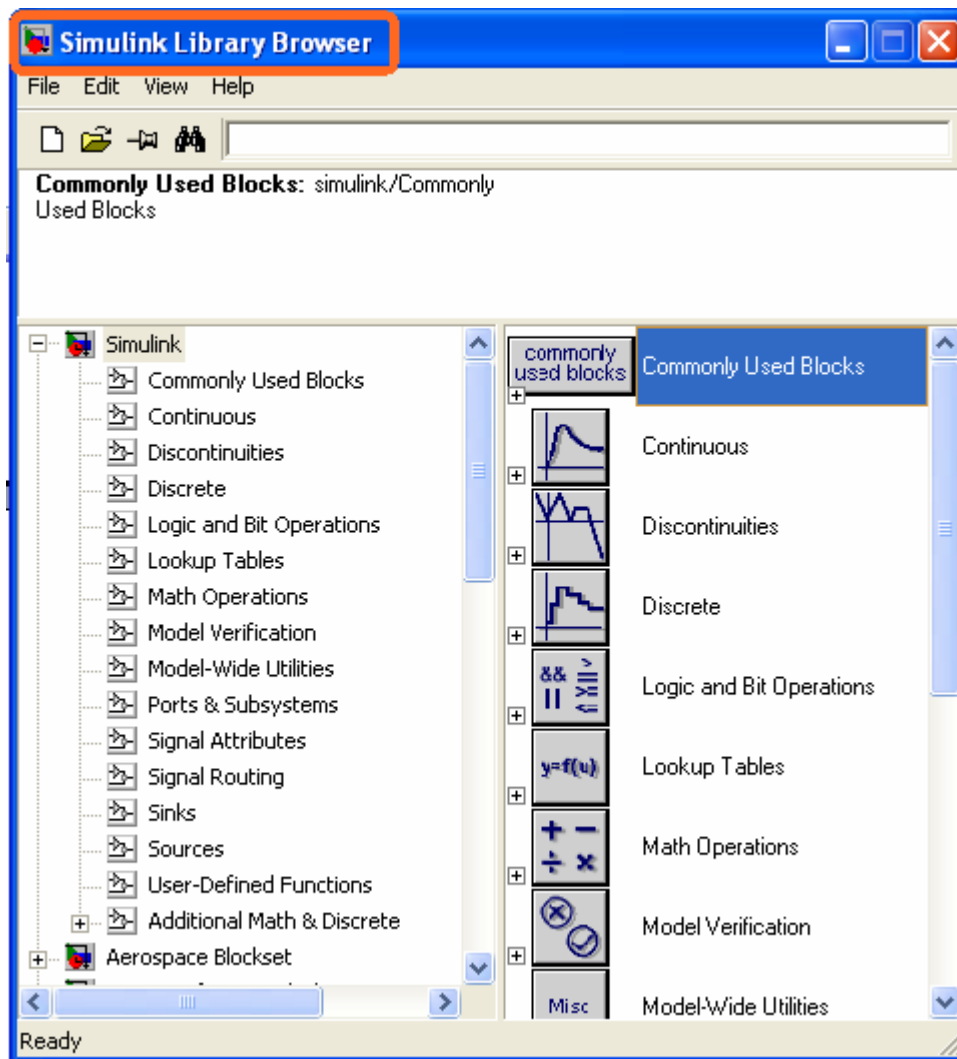 Simulink Library Browser
File Edit View Help
Commonly Used Blocks: simulink/Commonly
Used Blocks
Simulink
Commonly Used Blocks
Continuous
Discontinuities
Discrete
Logic and Bit Operations
Lookup Tables
Math Operations
Model Verification
Model-Wide Utilities
Ports & Subsystems
Signal Attributes
Signal Routing
Sinks
Sources
User-Defined Functions
Additional Math & Discrete
Aerospace Blockset
commonly
used blocks
Commonly Used Blocks
Continuous
Discontinuities
Discrete
&& >
|| >=
<=
Logic and Bit Operations
y=f(u)
Lookup Tables
+ −
÷ ×
Math Operations
Model Verification
Misc
Model-Wide Utilities
Ready